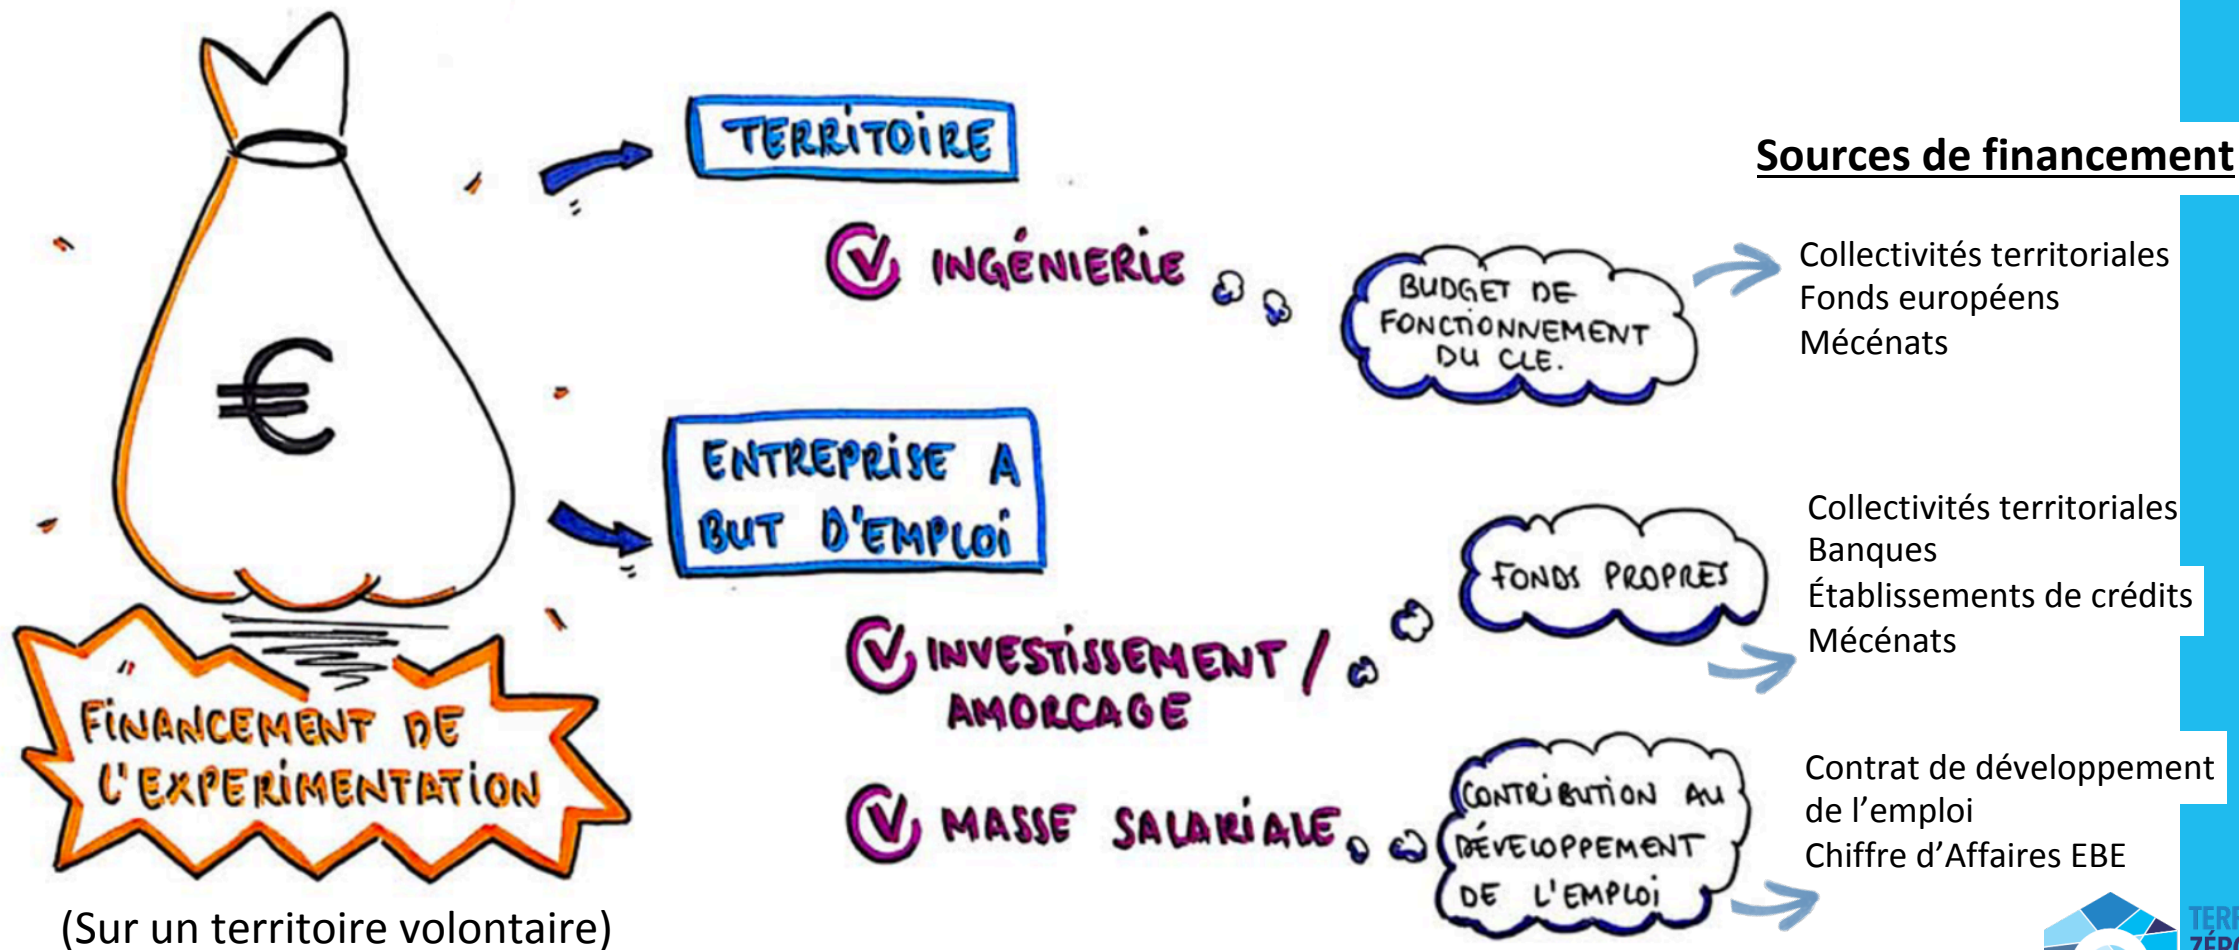 TERRITOIRE
Sources de financement
INGÉNIERIE
BUDGET DE
FONCTIONNEMENT
DU CLE.
Collectivités territoriales
Fonds européens
Mécénats
€
ENTREPRISE A
BUT D'EMPLOI
INVESTISSEMENT /
AMORCAGE
FONDS PROPRES
Collectivités territoriales
Banques
Établissements de crédits
Mécénats
MASSE SALARIALE
CONTRIBUTION AU
DÉVELOPPEMENT
DE L'EMPLOI
Contrat de développement
de l’emploi
Chiffre d’Affaires EBE
FINANCEMENT DE
L'EXPERIMENTATION
(Sur un territoire volontaire)